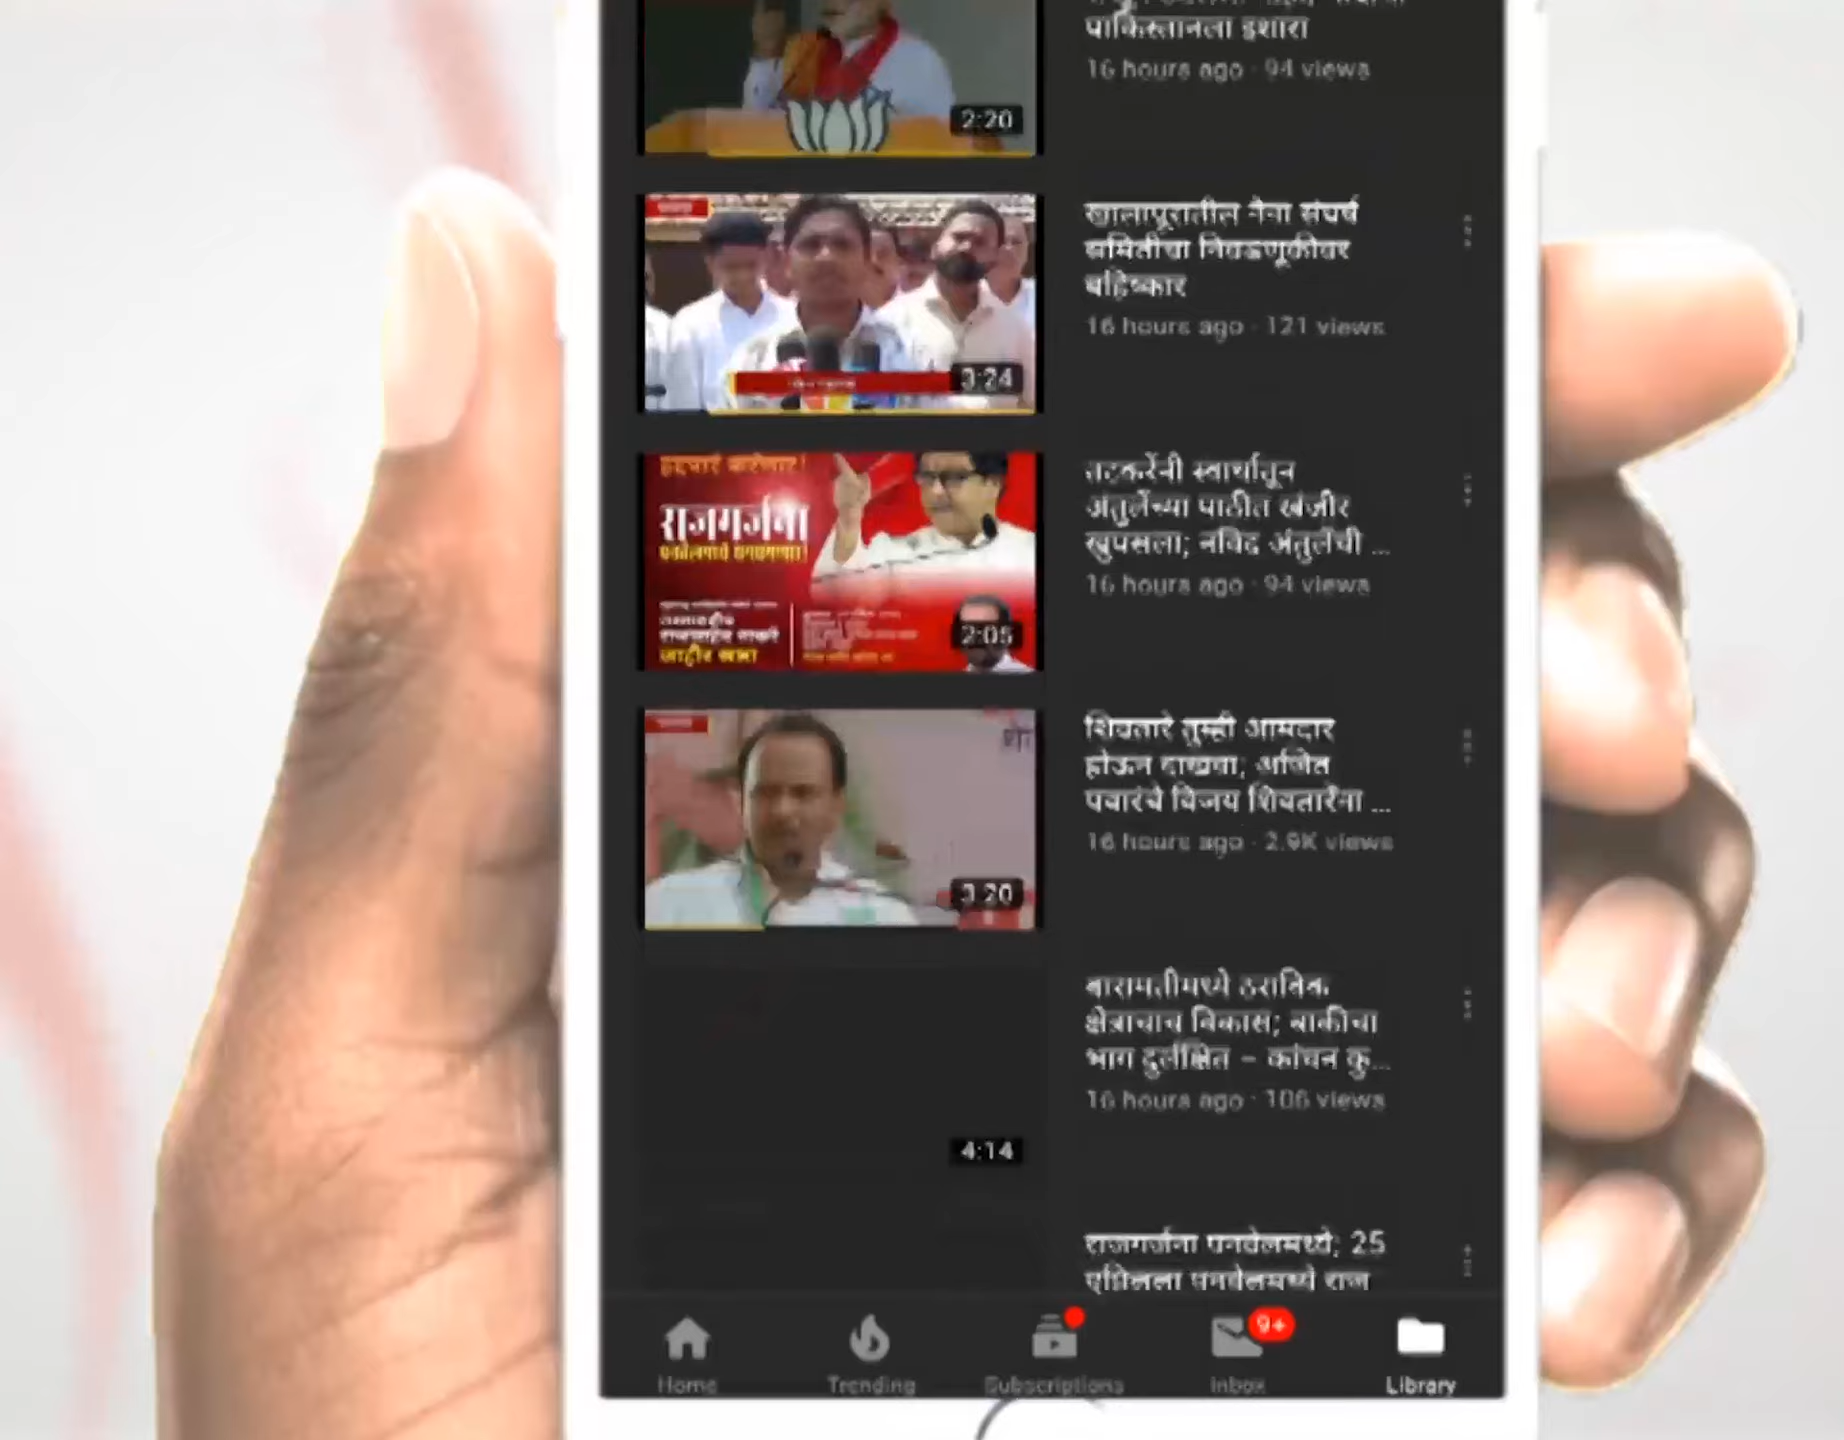 पाकिस्तानला इशारा
16 hours ago · 94 views
2:20
खालापूरातील नैना संघर्ष
समितीचा निवडणूकीवर
बहिष्कार
16 hours ago · 121 views
3:24
तटकरेंनी स्वार्थातून
अंतुलेंच्या पाठीत खंजीर
खुपसला; नविद अंतुलेंची ...
16 hours ago · 94 views
राजगर्जना
जाहीर सभा
2:05
शिवतारे तुम्ही आमदार
होऊन दाखवा; अजित
पवारांचे विजय शिवतारेंना ...
16 hours ago · 2.9K views
3:20
बारामतीमध्ये ठराविक
क्षेत्राचाच विकास; बाकीचा
भाग दुर्लक्षित – कांचन कु...
16 hours ago · 106 views
4:14
राजगर्जना पनवेलमध्ये; 25
एप्रिलला पनवेलमध्ये राज
9+
Home Trending Subscriptions Inbox Library